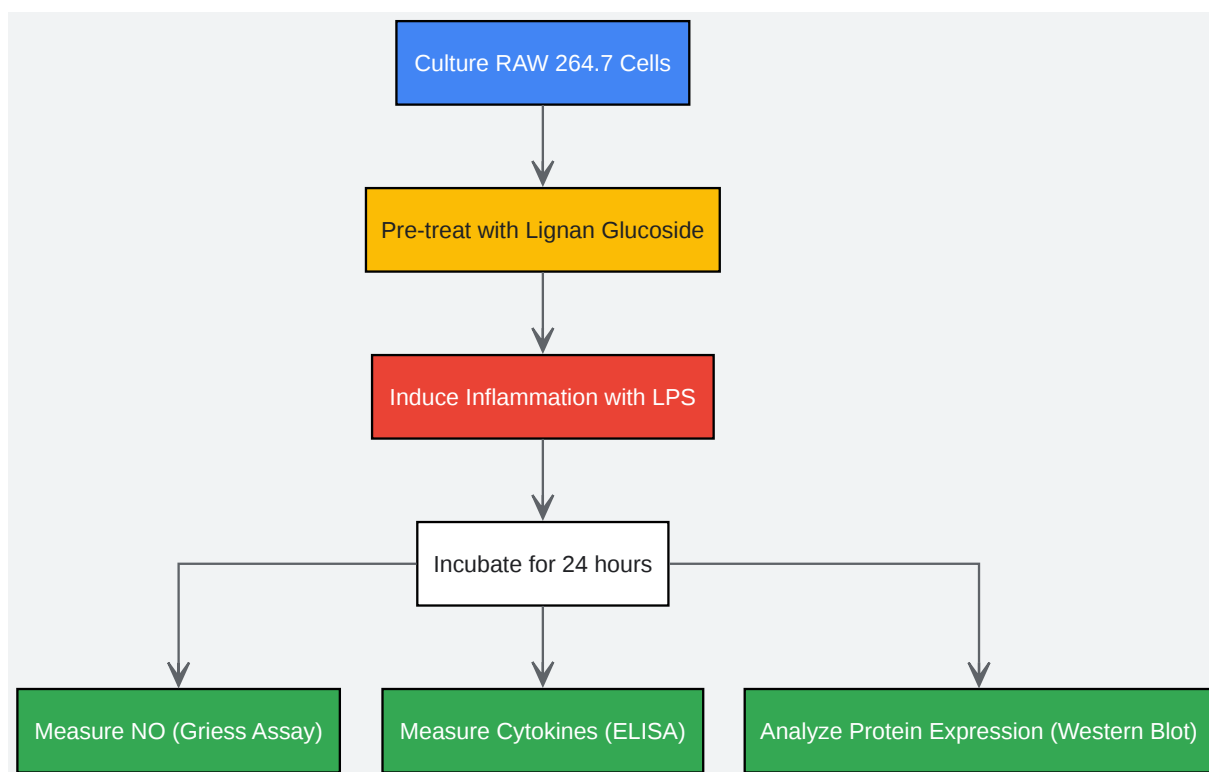 Culture RAW 264.7 Cells
Pre-treat with Lignan Glucoside
Induce Inflammation with LPS
Incubate for 24 hours
Measure NO (Griess Assay)
Measure Cytokines (ELISA)
Analyze Protein Expression (Western Blot)